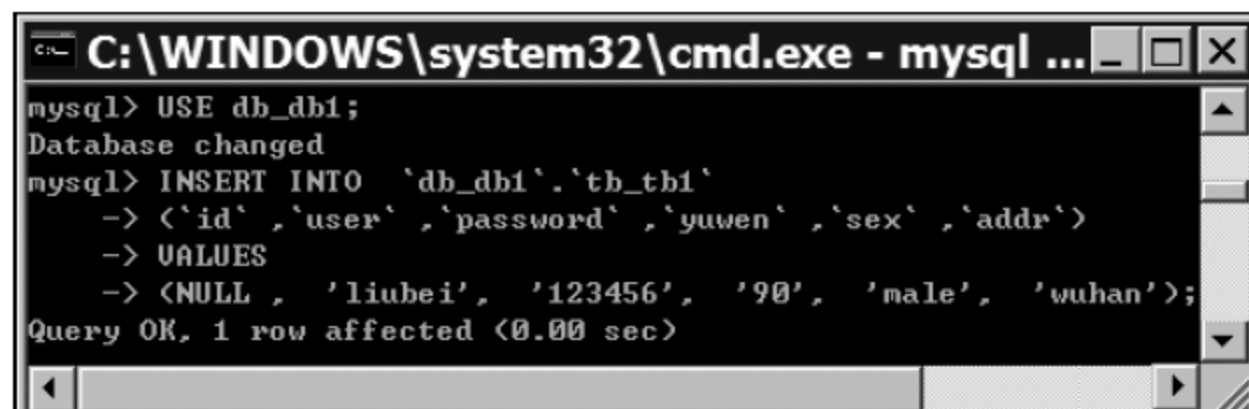 C:\WINDOWS\system32\cmd.exe - mysql ...
mysql> USE db_db1;
Database changed
mysql> INSERT INTO  `db_db1`.`tb_tb1`
    -> (`id` ,`user` ,`password` ,`yuwen` ,`sex` ,`addr`)
    -> VALUES
    -> (NULL ,  'liubei',  '123456',  '90',  'male',  'wuhan');
Query OK, 1 row affected (0.00 sec)